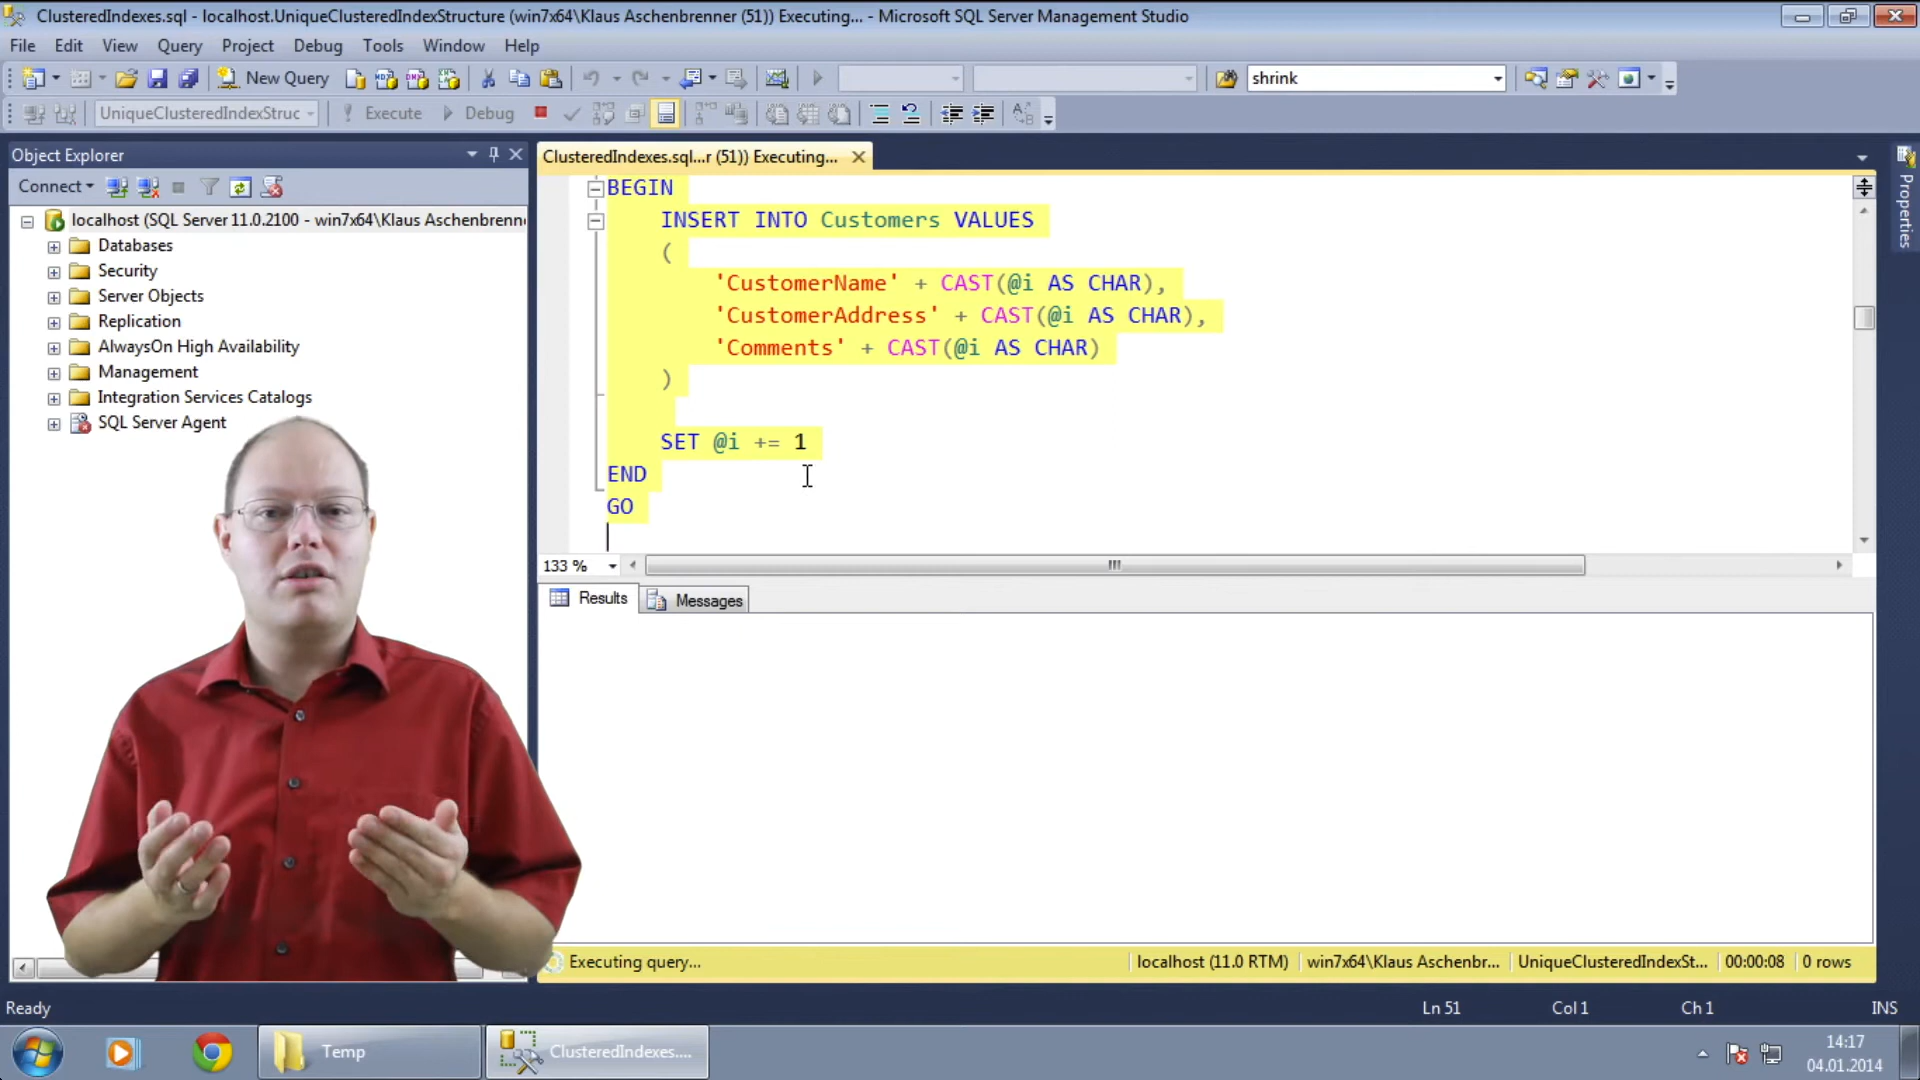 ClusteredIndexes.sql - localhost.UniqueClusteredIndexStructure (win7x64\Klaus Aschenbrenner (51)) Executing... - Microsoft SQL Server Management Studio
File Edit View Query Project Debug Tools Window Help
New Query shrink
UniqueClusteredIndexStruc Execute Debug
Object Explorer
Connect
localhost (SQL Server 11.0.2100 - win7x64\Klaus Aschenbrenn
Databases
Security
Server Objects
Replication
AlwaysOn High Availability
Management
Integration Services Catalogs
SQL Server Agent
ClusteredIndexes.sql...r (51)) Executing...
BEGIN
INSERT INTO Customers VALUES
(
'CustomerName' + CAST(@i AS CHAR),
'CustomerAddress' + CAST(@i AS CHAR),
'Comments' + CAST(@i AS CHAR)
)
SET @i += 1
END
GO
133 %
Results Messages
Executing query... localhost (11.0 RTM) win7x64\Klaus Aschenbr... UniqueClusteredIndexSt... 00:00:08 0 rows
Properties
Ready Ln 51 Col 1 Ch 1 INS
Temp ClusteredIndexes....
14:17
04.01.2014